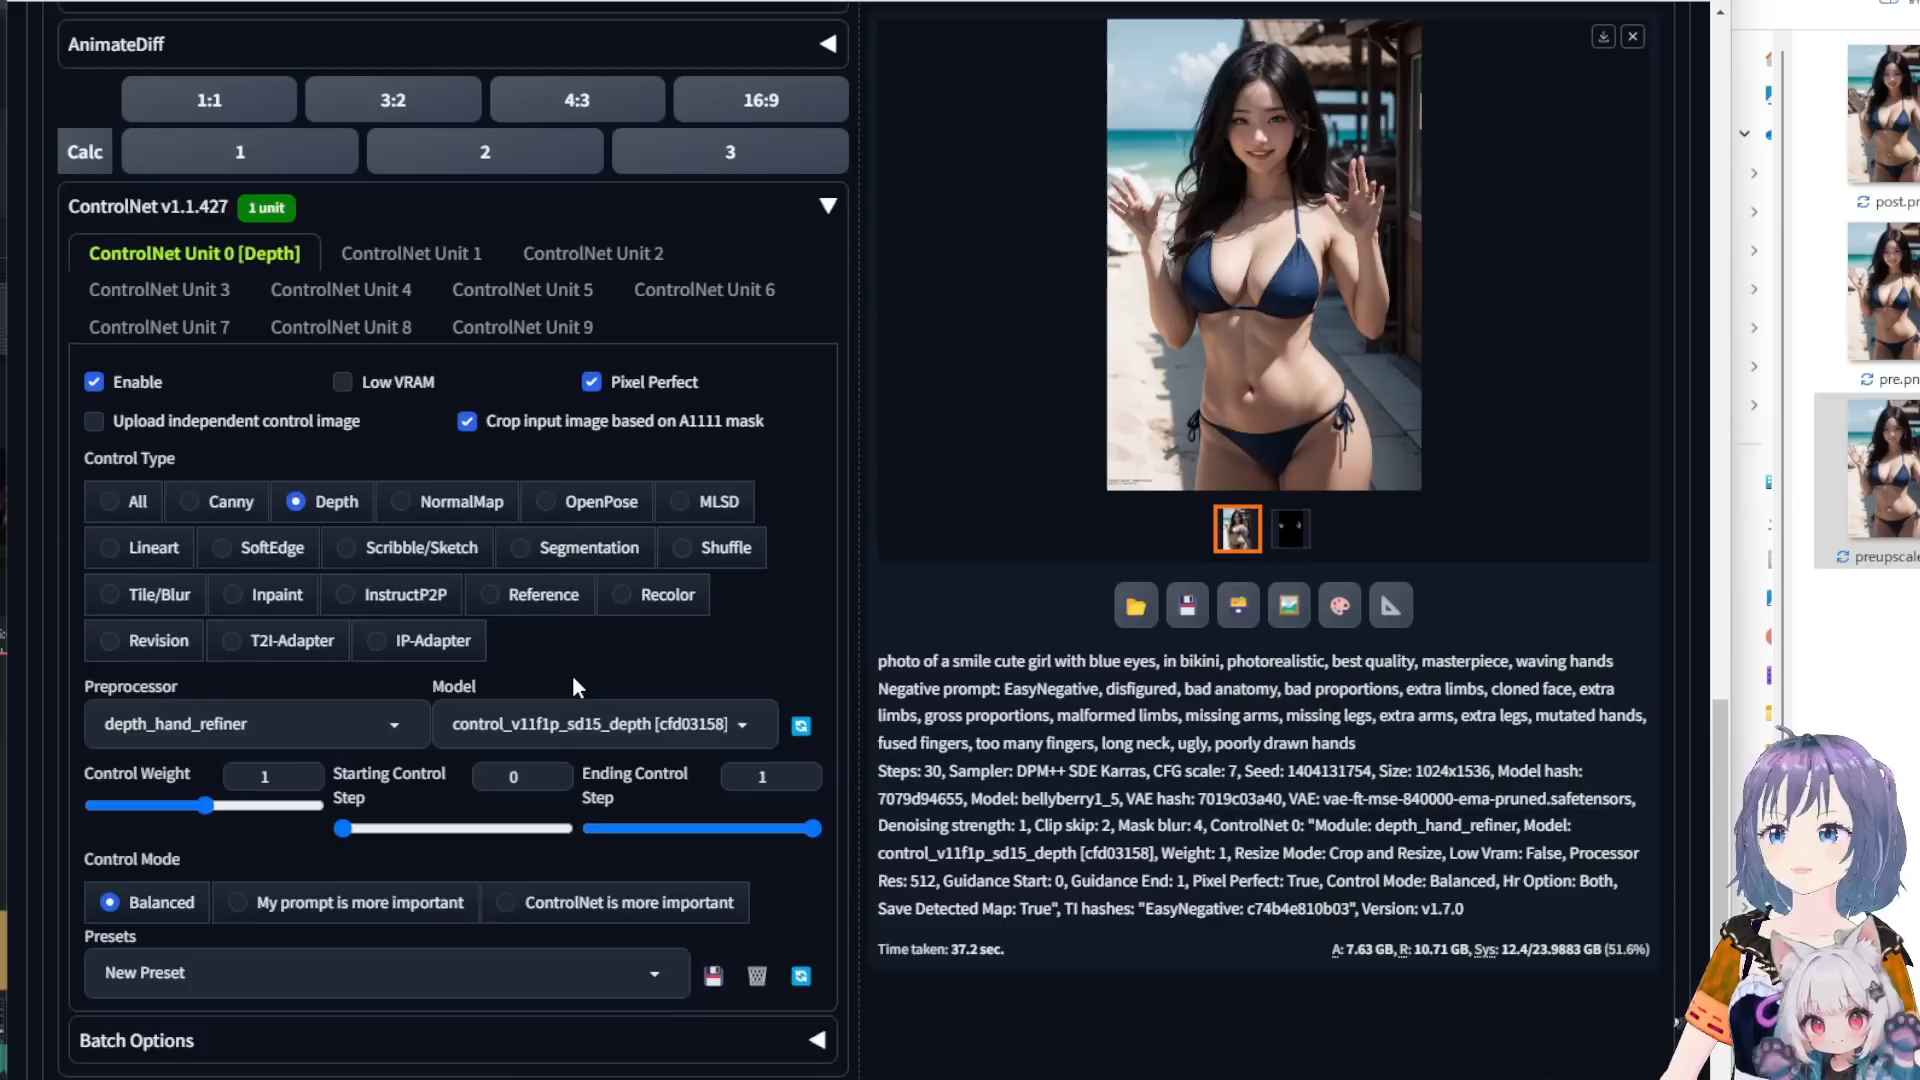 AnimateDiff
1:1
3:2
4:3
16:9
Calc
1
2
3
ControlNet v1.1.427
1 unit
ControlNet Unit 0 [Depth]
ControlNet Unit 1
ControlNet Unit 2
ControlNet Unit 3
ControlNet Unit 4
ControlNet Unit 5
ControlNet Unit 6
ControlNet Unit 7
ControlNet Unit 8
ControlNet Unit 9
Enable
Low VRAM
Pixel Perfect
Upload independent control image
Crop input image based on A1111 mask
Control Type
All
Canny
Depth
NormalMap
OpenPose
MLSD
Lineart
SoftEdge
Scribble/Sketch
Segmentation
Shuffle
Tile/Blur
Inpaint
InstructP2P
Reference
Recolor
Revision
T2I-Adapter
IP-Adapter
Preprocessor
Model
depth_hand_refiner
control_v11f1p_sd15_depth [cfd03158]
Control Weight
1
Starting Control
Step
0
Ending Control
Step
1
Control Mode
Balanced
My prompt is more important
ControlNet is more important
Presets
New Preset
Batch Options
photo of a smile cute girl with blue eyes, in bikini, photorealistic, best quality, masterpiece, waving hands
Negative prompt: EasyNegative, disfigured, bad anatomy, bad proportions, extra limbs, cloned face, extra
limbs, gross proportions, malformed limbs, missing arms, missing legs, extra arms, extra legs, mutated hands,
fused fingers, too many fingers, long neck, ugly, poorly drawn hands
Steps: 30, Sampler: DPM++ SDE Karras, CFG scale: 7, Seed: 1404131754, Size: 1024x1536, Model hash:
7079d94655, Model: bellyberry1_5, VAE hash: 7019c03a40, VAE: vae-ft-mse-840000-ema-pruned.safetensors,
Denoising strength: 1, Clip skip: 2, Mask blur: 4, ControlNet 0: "Module: depth_hand_refiner, Model:
control_v11f1p_sd15_depth [cfd03158], Weight: 1, Resize Mode: Crop and Resize, Low Vram: False, Processor
Res: 512, Guidance Start: 0, Guidance End: 1, Pixel Perfect: True, Control Mode: Balanced, Hr Option: Both,
Save Detected Map: True", TI hashes: "EasyNegative: c74b4e810b03", Version: v1.7.0
Time taken: 37.2 sec.
A: 7.63 GB, R: 10.71 GB, Sys: 12.4/23.9883 GB (51.6%)
post.pr
pre.pn
preupscale